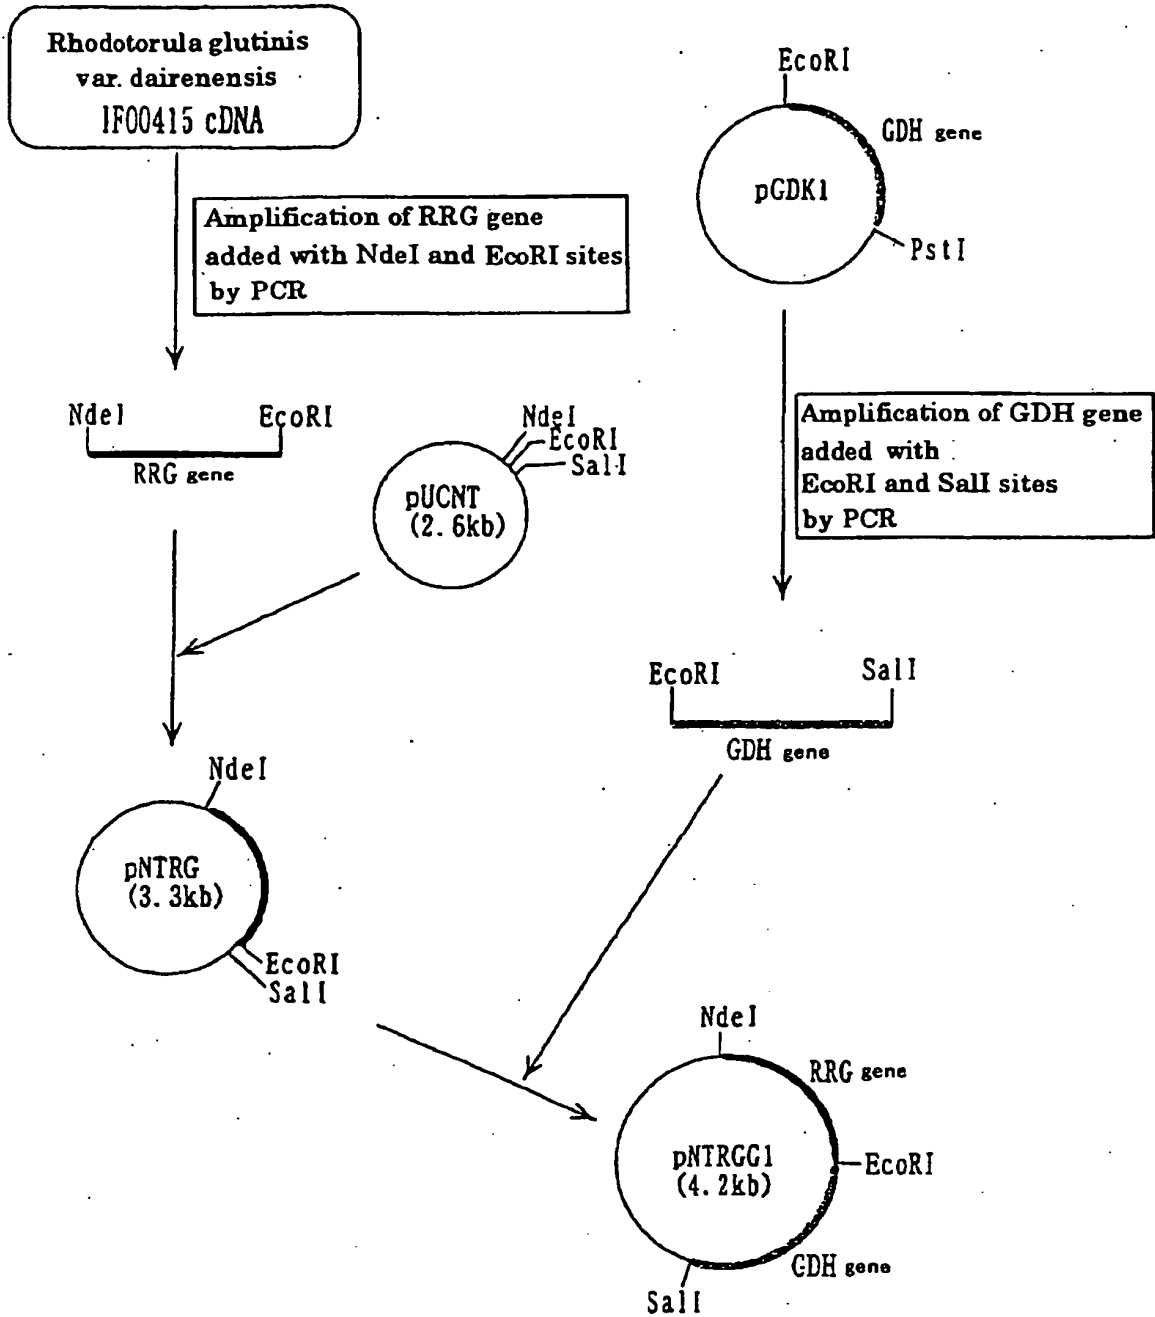 Rhodotorula glutinis
var. dairenensis
IFO0415 cDNA
Amplification of RRG gene
added with NdeI and EcoRI sites
by PCR
NdeI
EcoRI
RRG gene
NdeI
EcoRI
SalI
pUCNT
(2.6kb)
EcoRI
GDH gene
pGDK1
PstI
Amplification of GDH gene
added with
EcoRI and SalI sites
by PCR
EcoRI
SalI
GDH gene
NdeI
pNTRG
(3.3kb)
EcoRI
SalI
NdeI
RRG gene
pNTRGG1
(4.2kb)
EcoRI
GDH gene
SalI